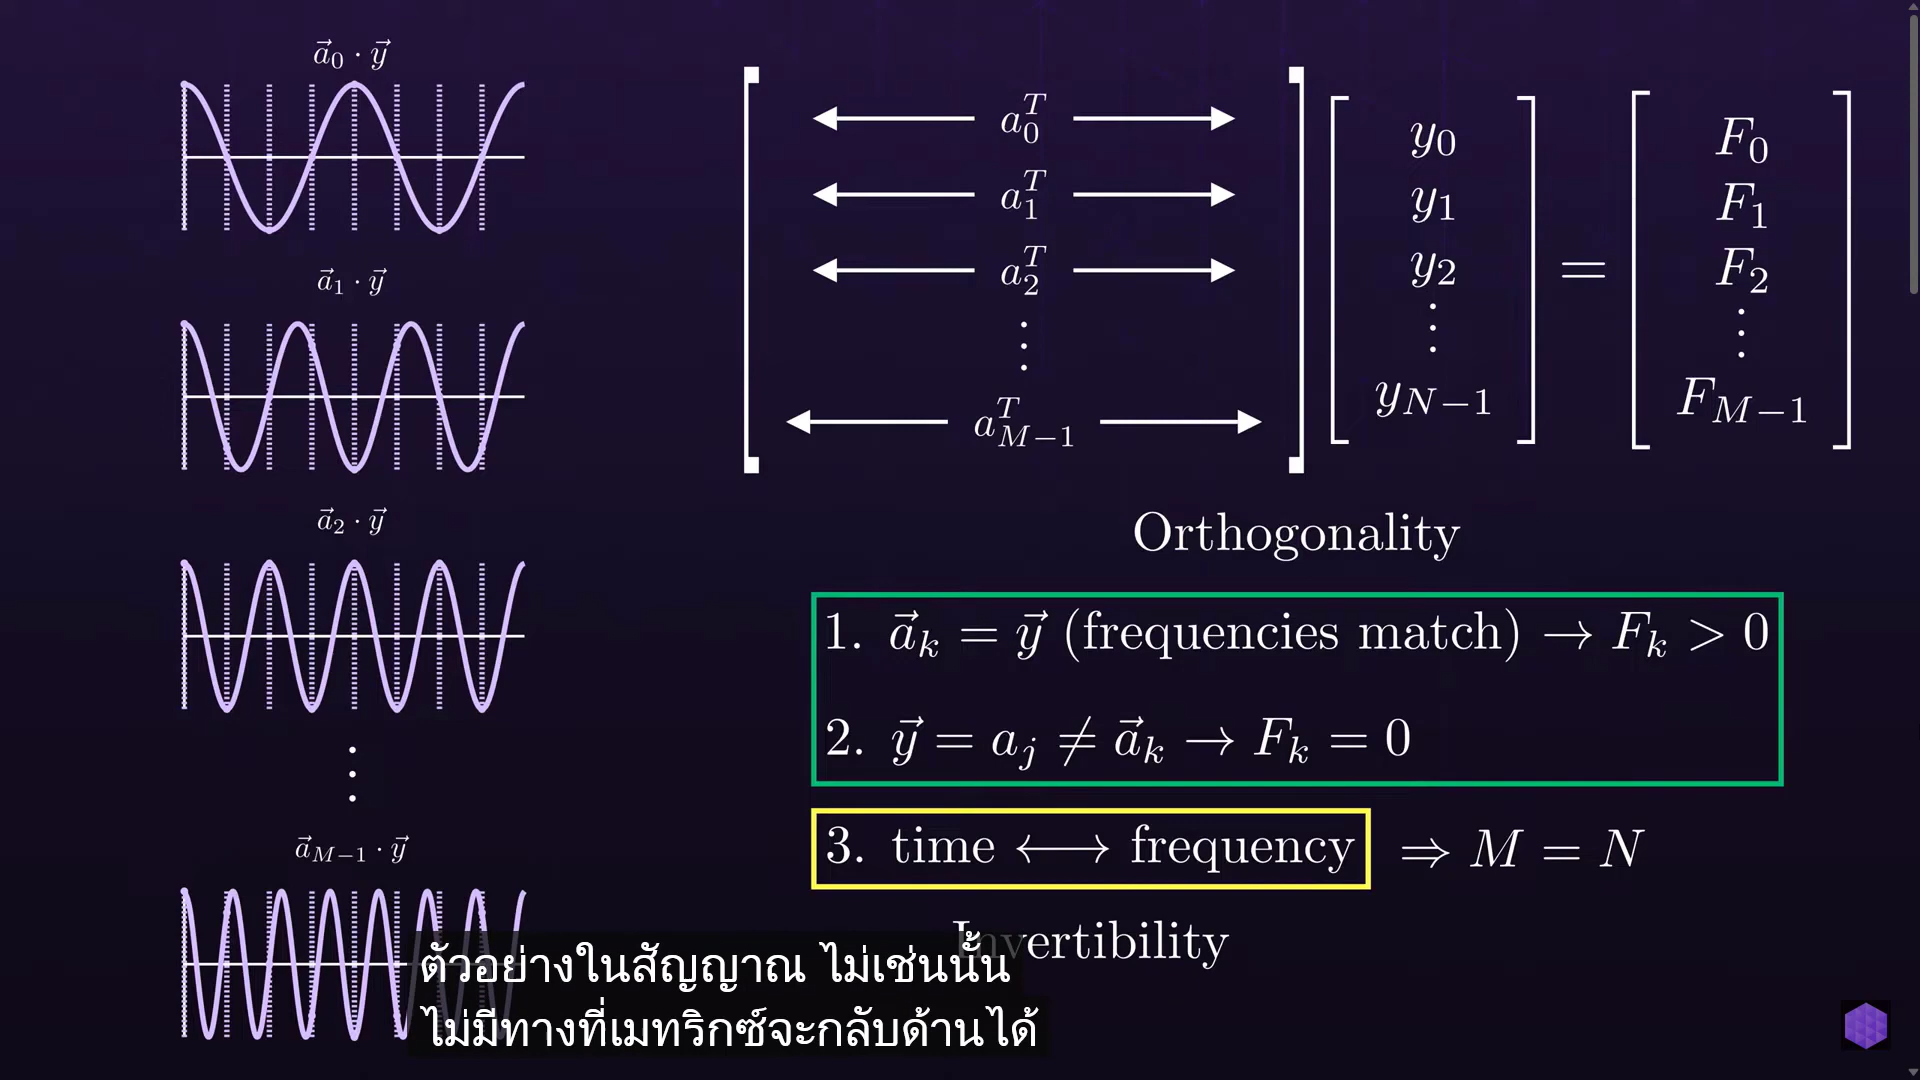 a⃗₀ · y⃗
a⃗₁ · y⃗
a⃗₂ · y⃗
⋮
a⃗_{M−1} · y⃗
a₀ᵀ
a₁ᵀ
a₂ᵀ
⋮
a_{M−1}ᵀ
y₀
y₁
y₂
⋮
y_{N−1}
=
F₀
F₁
F₂
⋮
F_{M−1}
Orthogonality
1. a⃗ₖ = y⃗ (frequencies match) → Fₖ > 0
2. y⃗ = aⱼ ≠ a⃗ₖ → Fₖ = 0
3. time ⟷ frequency ⇒ M = N
Invertibility
ตัวอย่างในสัญญาณ ไม่เช่นนั้น
ไม่มีทางที่เมทริกซ์จะกลับด้านได้